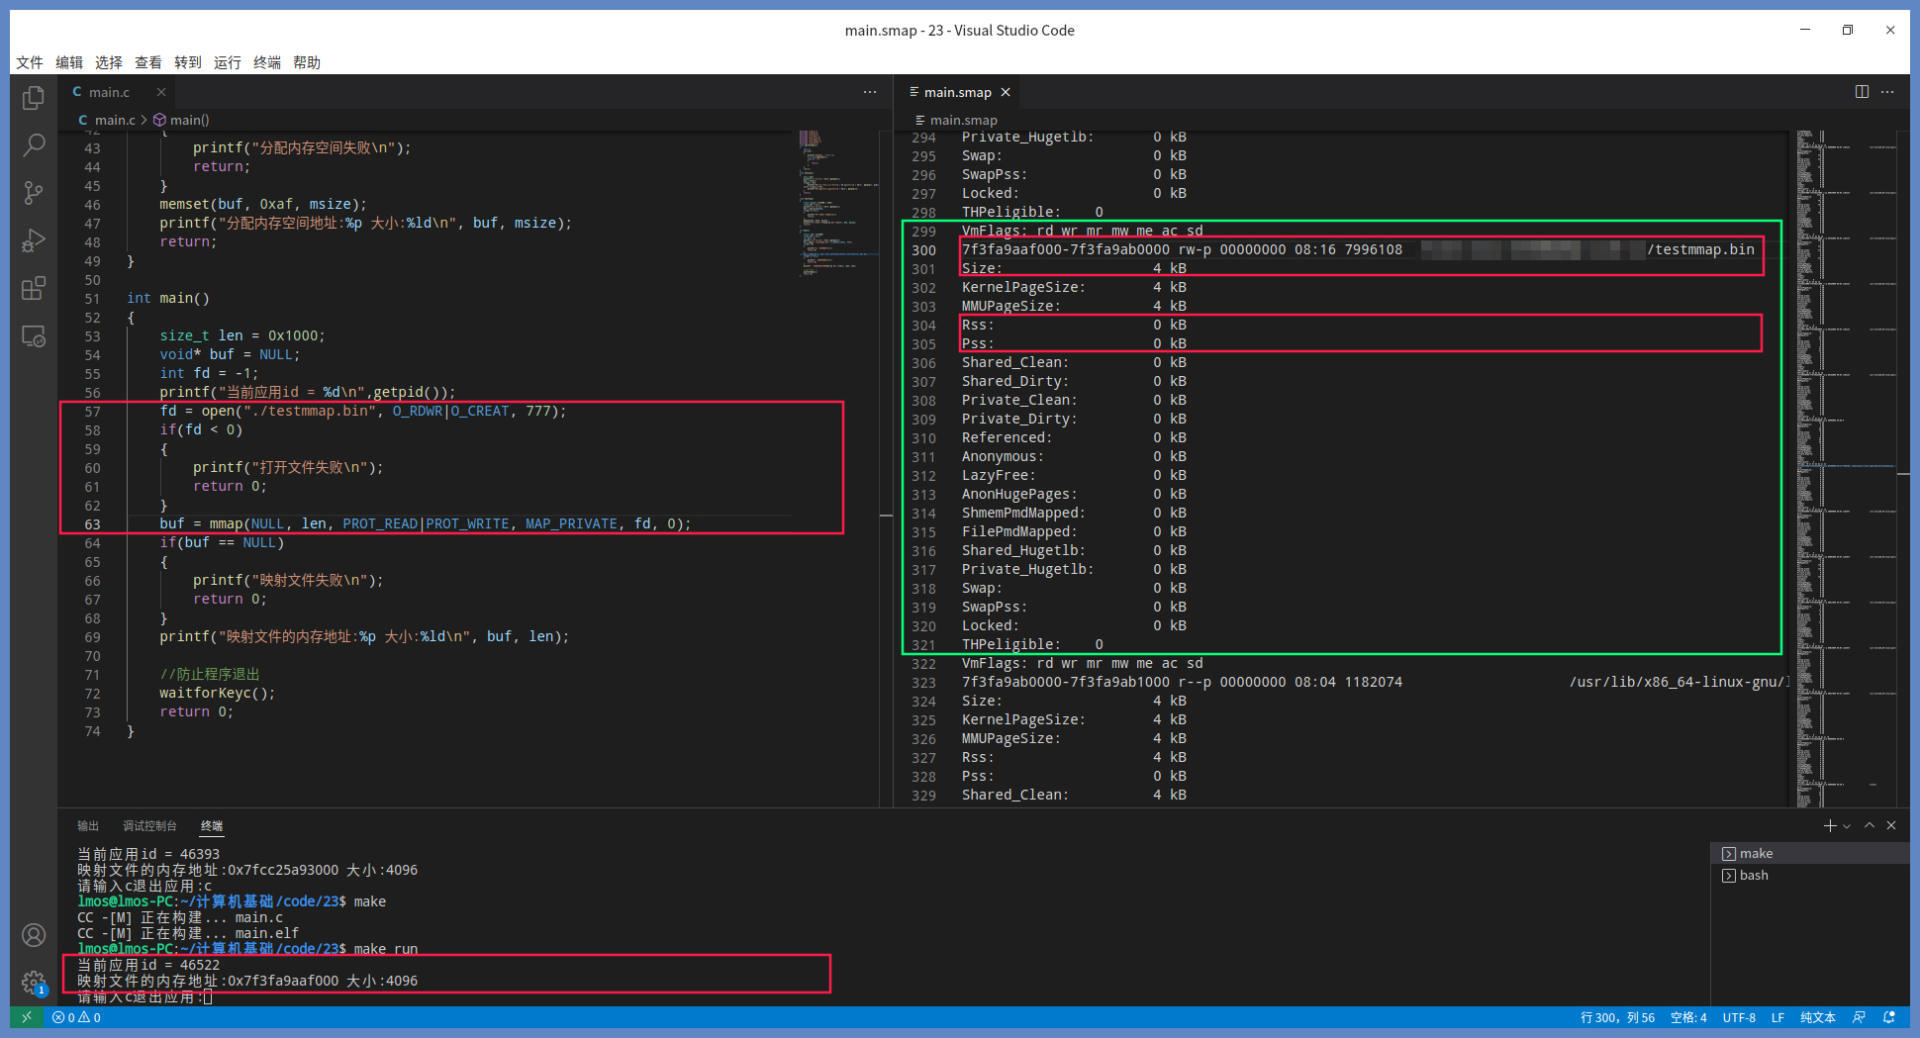 main.smap - 23 - Visual Studio Code
文件 编辑 选择 查看 转到 运行 终端 帮助
C main.c
C main.c > main()
42 {
43 printf("分配内存空间失败\n");
44 return;
45 }
46 memset(buf, 0xaf, msize);
47 printf("分配内存空间地址:%p 大小:%ld\n", buf, msize);
48 return;
49 }
50
51 int main()
52 {
53 size_t len = 0x1000;
54 void* buf = NULL;
55 int fd = -1;
56 printf("当前应用id = %d\n",getpid());
57 fd = open("./testmmap.bin", O_RDWR|O_CREAT, 777);
58 if(fd < 0)
59 {
60 printf("打开文件失败\n");
61 return 0;
62 }
63 buf = mmap(NULL, len, PROT_READ|PROT_WRITE, MAP_PRIVATE, fd, 0);
64 if(buf == NULL)
65 {
66 printf("映射文件失败\n");
67 return 0;
68 }
69 printf("映射文件的内存地址:%p 大小:%ld\n", buf, len);
70
71 //防止程序退出
72 waitforKeyc();
73 return 0;
74 }
main.smap
main.smap
294 Private_Hugetlb: 0 kB
295 Swap: 0 kB
296 SwapPss: 0 kB
297 Locked: 0 kB
298 THPeligible: 0
299 VmFlags: rd wr mr mw me ac sd
300 7f3fa9aaf000-7f3fa9ab0000 rw-p 00000000 08:16 7996108 /testmmap.bin
301 Size: 4 kB
302 KernelPageSize: 4 kB
303 MMUPageSize: 4 kB
304 Rss: 0 kB
305 Pss: 0 kB
306 Shared_Clean: 0 kB
307 Shared_Dirty: 0 kB
308 Private_Clean: 0 kB
309 Private_Dirty: 0 kB
310 Referenced: 0 kB
311 Anonymous: 0 kB
312 LazyFree: 0 kB
313 AnonHugePages: 0 kB
314 ShmemPmdMapped: 0 kB
315 FilePmdMapped: 0 kB
316 Shared_Hugetlb: 0 kB
317 Private_Hugetlb: 0 kB
318 Swap: 0 kB
319 SwapPss: 0 kB
320 Locked: 0 kB
321 THPeligible: 0
322 VmFlags: rd wr mr mw me ac sd
323 7f3fa9ab0000-7f3fa9ab1000 r--p 00000000 08:04 1182074 /usr/lib/x86_64-linux-gnu/
324 Size: 4 kB
325 KernelPageSize: 4 kB
326 MMUPageSize: 4 kB
327 Rss: 4 kB
328 Pss: 0 kB
329 Shared_Clean: 4 kB
输出 调试控制台 终端
当前应用id = 46393
映射文件的内存地址:0x7fcc25a93000 大小:4096
请输入c退出应用:c
lmos@lmos-PC:~/计算机基础/code/23$ make
CC -[M] 正在构建... main.c
CC -[M] 正在构建... main.elf
lmos@lmos-PC:~/计算机基础/code/23$ make run
当前应用id = 46522
映射文件的内存地址:0x7f3fa9aaf000 大小:4096
请输入c退出应用:
make
bash
1
0 0
行 300，列 56 空格: 4 UTF-8 LF 纯文本